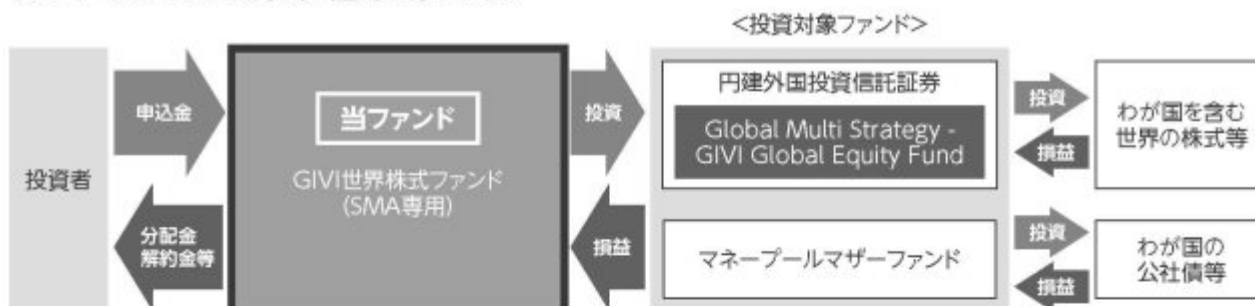 <投資対象ファンド>
投資者
申込金
分配金
解約金等
当ファンド
GIVI世界株式ファンド
(SMA専用)
投資
損益
円建外国投資信託証券
Global Multi Strategy -
GIVI Global Equity Fund
マネープールマザーファンド
投資
損益
わが国を含む
世界の株式等
投資
損益
わが国の
公社債等